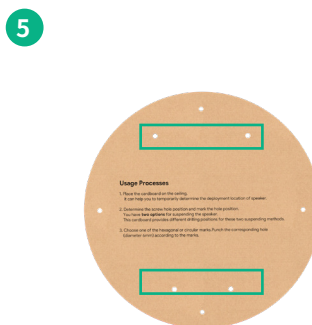 5
Usage Processes
1. Place the cardboard on the ceiling,
it can help you to temporarily determine the deployment location of speaker.
2. Determine the screw hole position and mark the hole position.
You have two options for suspending the speaker.
This cardboard provides different drilling positions for these two suspending methods.
3. Choose one of the hexagonal or circular marks Punch the corresponding hole
(diameter 6mm) according to the marks.